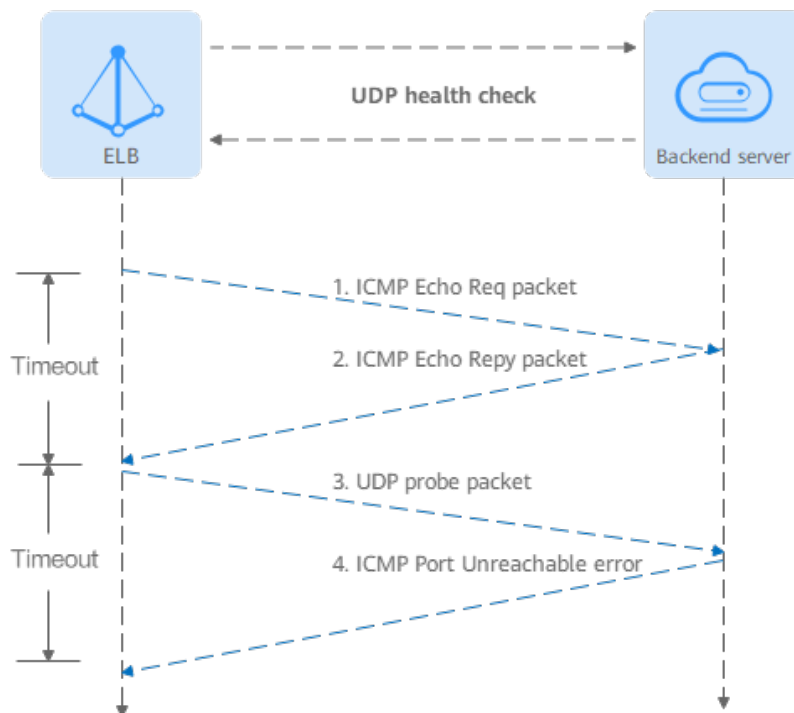 UDP health check
ELB
Backend server
1. ICMP Echo Req packet
Timeout
2. ICMP Echo Repy packet
3. UDP probe packet
Timeout
4. ICMP Port Unreachable error